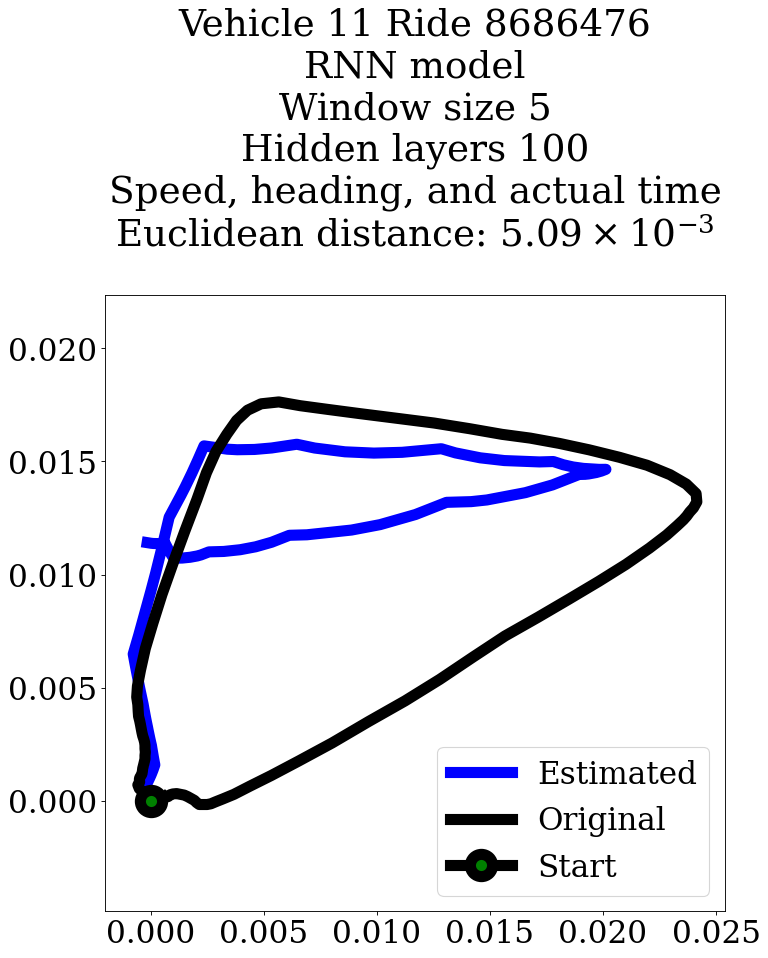 Vehicle 11 Ride 8686476
RNN model
Window size 5
Hidden layers 100
Speed, heading, and actual time
Euclidean distance: 5.09 × 10⁻³
0.020
0.015
0.010
0.005
0.000
Estimated
Original
Start
0.000 0.005 0.010 0.015 0.020 0.025